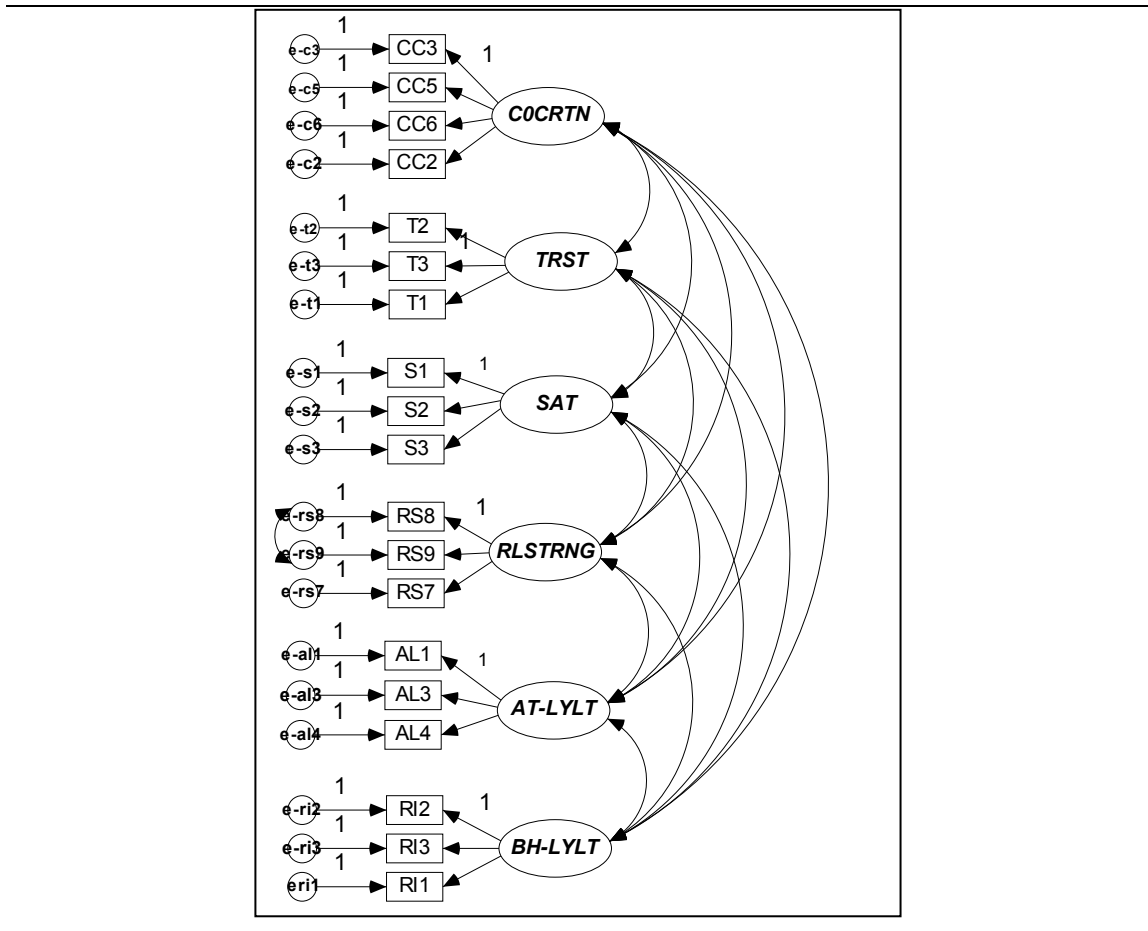 1
e-c3 CC3 1
1
e-c5 CC5
C0CRTN
1
e-c6 CC6
1
e-c2 CC2
1
e-t2 T2
1 1
e-t3 T3 TRST
1
e-t1 T1
1
e-s1 S1 1
1
e-s2 S2 SAT
1
e-s3 S3
1 1
e-rs8 RS8
1
e-rs9 RS9 RLSTRNG
1
e-rs7 RS7
1
e-al1 AL1 1
1
e-al3 AL3 AT-LYLT
1
e-al4 AL4
1 1
e-ri2 RI2
1
e-ri3 RI3 BH-LYLT
1
eri1 RI1